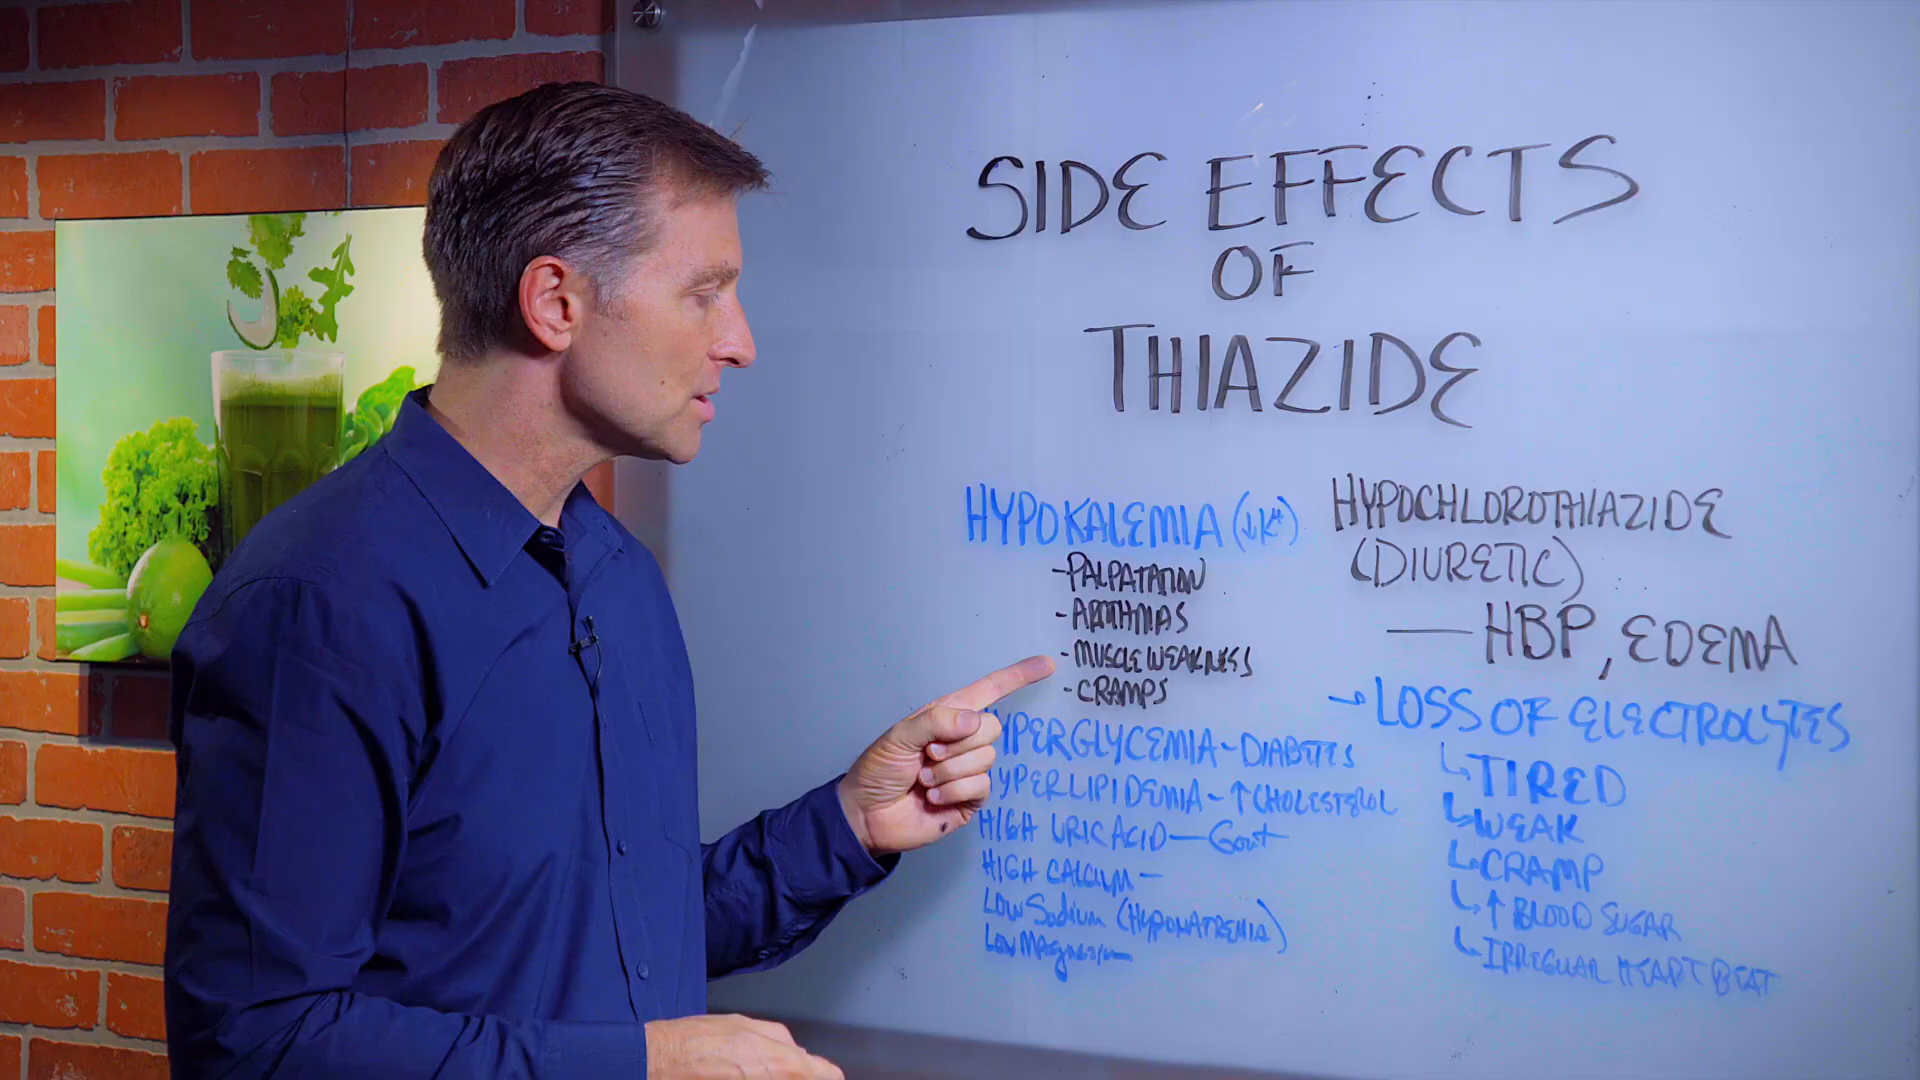 SIDE EFFECTS
OF
THIAZIDE
HYPOKALEMIA (↓K+)
-PALPATATION
-ARITHMIAS
-MUSCLE WEAKNESS
-CRAMPS
HYPERGLYCEMIA-DIABETES
HYPERLIPIDEMIA-↑CHOLESTEROL
HIGH URIC ACID—Gout
HIGH CALCIUM—
LOW Sodium (HYPONATREMIA)
LOW Magnesium
HYPOCHLOROTHIAZIDE
(DIURETIC)
— HBP, EDEMA
→ LOSS OF ELECTROLYTES
↳ TIRED
↳ WEAK
↳ CRAMP
↳ ↑ BLOOD SUGAR
↳ IRREGULAR HEART BEAT